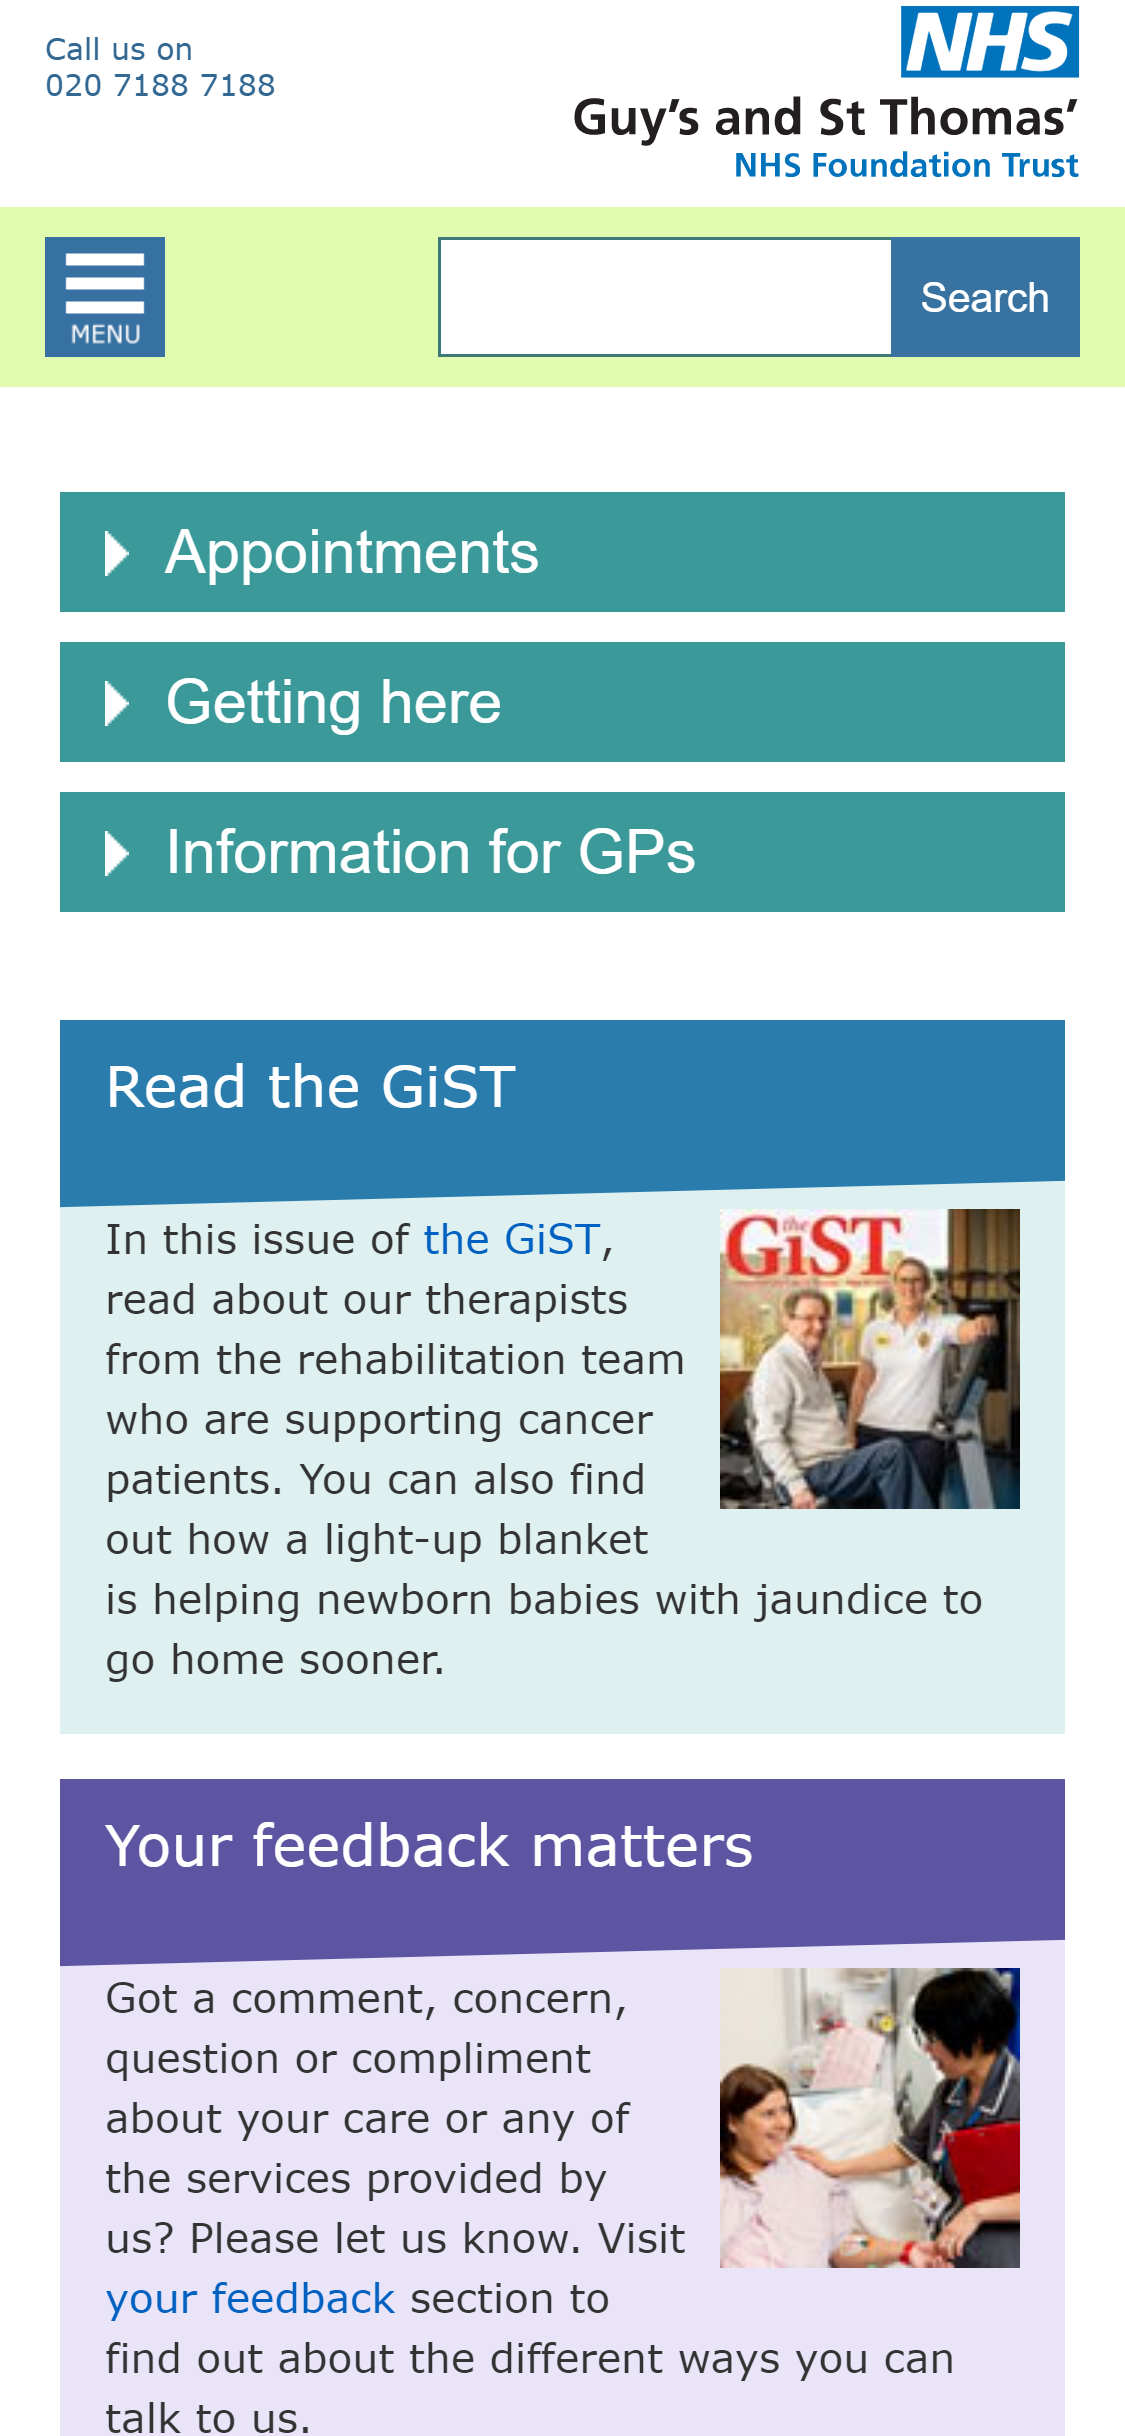 Call us on
020 7188 7188
NHS
Guy's and St Thomas'
NHS Foundation Trust
MENU
Search
Appointments
Getting here
Information for GPs
Read the GiST
In this issue of the GiST,
read about our therapists
from the rehabilitation team
who are supporting cancer
patients. You can also find
out how a light-up blanket
is helping newborn babies with jaundice to
go home sooner.
the
GiST
Your feedback matters
Got a comment, concern,
question or compliment
about your care or any of
the services provided by
us? Please let us know. Visit
your feedback section to
find out about the different ways you can
talk to us.